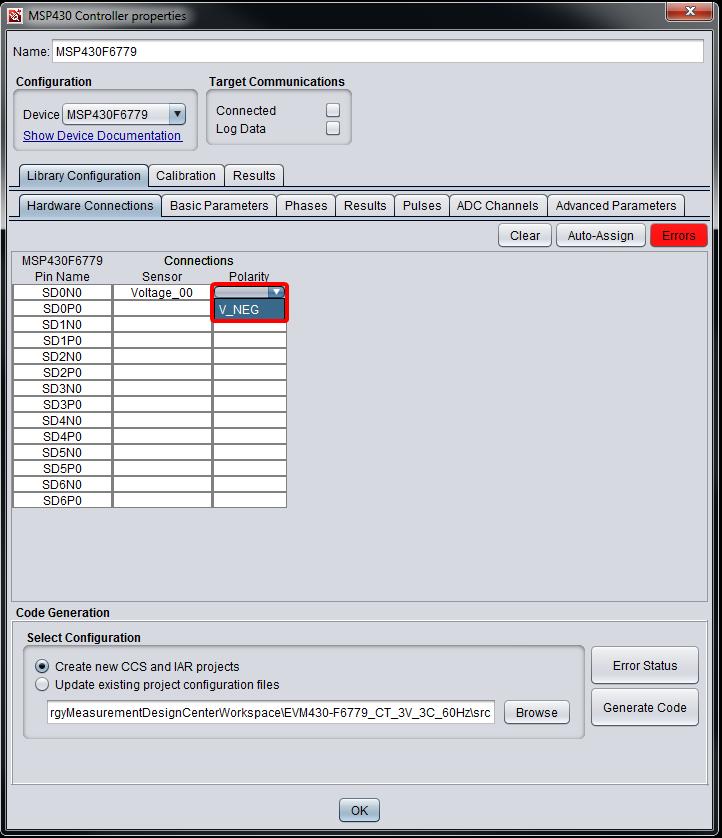 MSP430 Controller properties
Name: MSP430F6779
Configuration
Target Communications
Device MSP430F6779
Show Device Documentation
Connected
Log Data
Library Configuration Calibration Results
Hardware Connections Basic Parameters Phases Results Pulses ADC Channels Advanced Parameters
Clear Auto-Assign Errors
MSP430F6779 Connections
Pin Name Sensor Polarity
SD0N0 Voltage_00
SD0P0 V_NEG
SD1N0
SD1P0
SD2N0
SD2P0
SD3N0
SD3P0
SD4N0
SD4P0
SD5N0
SD5P0
SD6N0
SD6P0
Code Generation
Select Configuration
Create new CCS and IAR projects
Update existing project configuration files
rgyMeasurementDesignCenterWorkspace\EVM430-F6779_CT_3V_3C_60Hz\src Browse
Error Status
Generate Code
OK